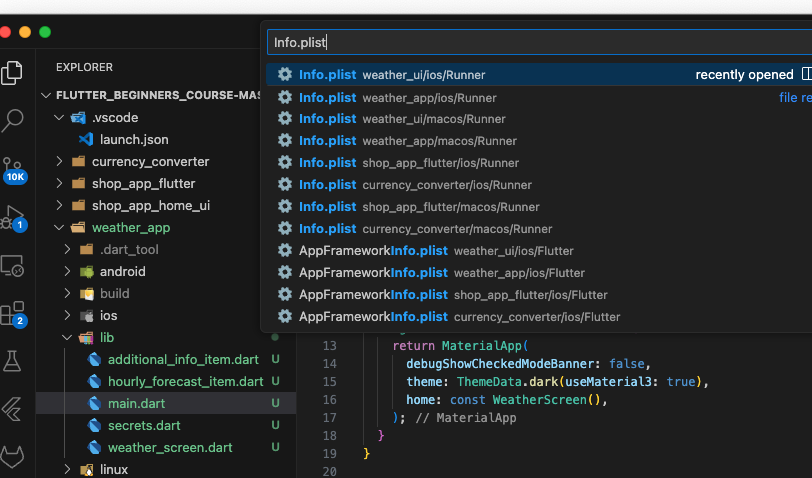 Info.plist
Info.plist weather_ui/ios/Runner recently opened
Info.plist weather_app/ios/Runner file re
Info.plist weather_ui/macos/Runner
Info.plist weather_app/macos/Runner
Info.plist shop_app_flutter/ios/Runner
Info.plist currency_converter/ios/Runner
Info.plist shop_app_flutter/macos/Runner
Info.plist currency_converter/macos/Runner
AppFrameworkInfo.plist weather_ui/ios/Flutter
AppFrameworkInfo.plist weather_app/ios/Flutter
AppFrameworkInfo.plist shop_app_flutter/ios/Flutter
AppFrameworkInfo.plist currency_converter/ios/Flutter
10K
1
2
EXPLORER
FLUTTER_BEGINNERS_COURSE-MAS
.vscode
launch.json
currency_converter
shop_app_flutter
shop_app_home_ui
weather_app
.dart_tool
android
build
ios
lib
additional_info_item.dart U
hourly_forecast_item.dart U
main.dart U
secrets.dart U
weather_screen.dart U
linux
13 return MaterialApp(
14 debugShowCheckedModeBanner: false,
15 theme: ThemeData.dark(useMaterial3: true),
16 home: const WeatherScreen(),
17 ); // MaterialApp
18 }
19 }
20